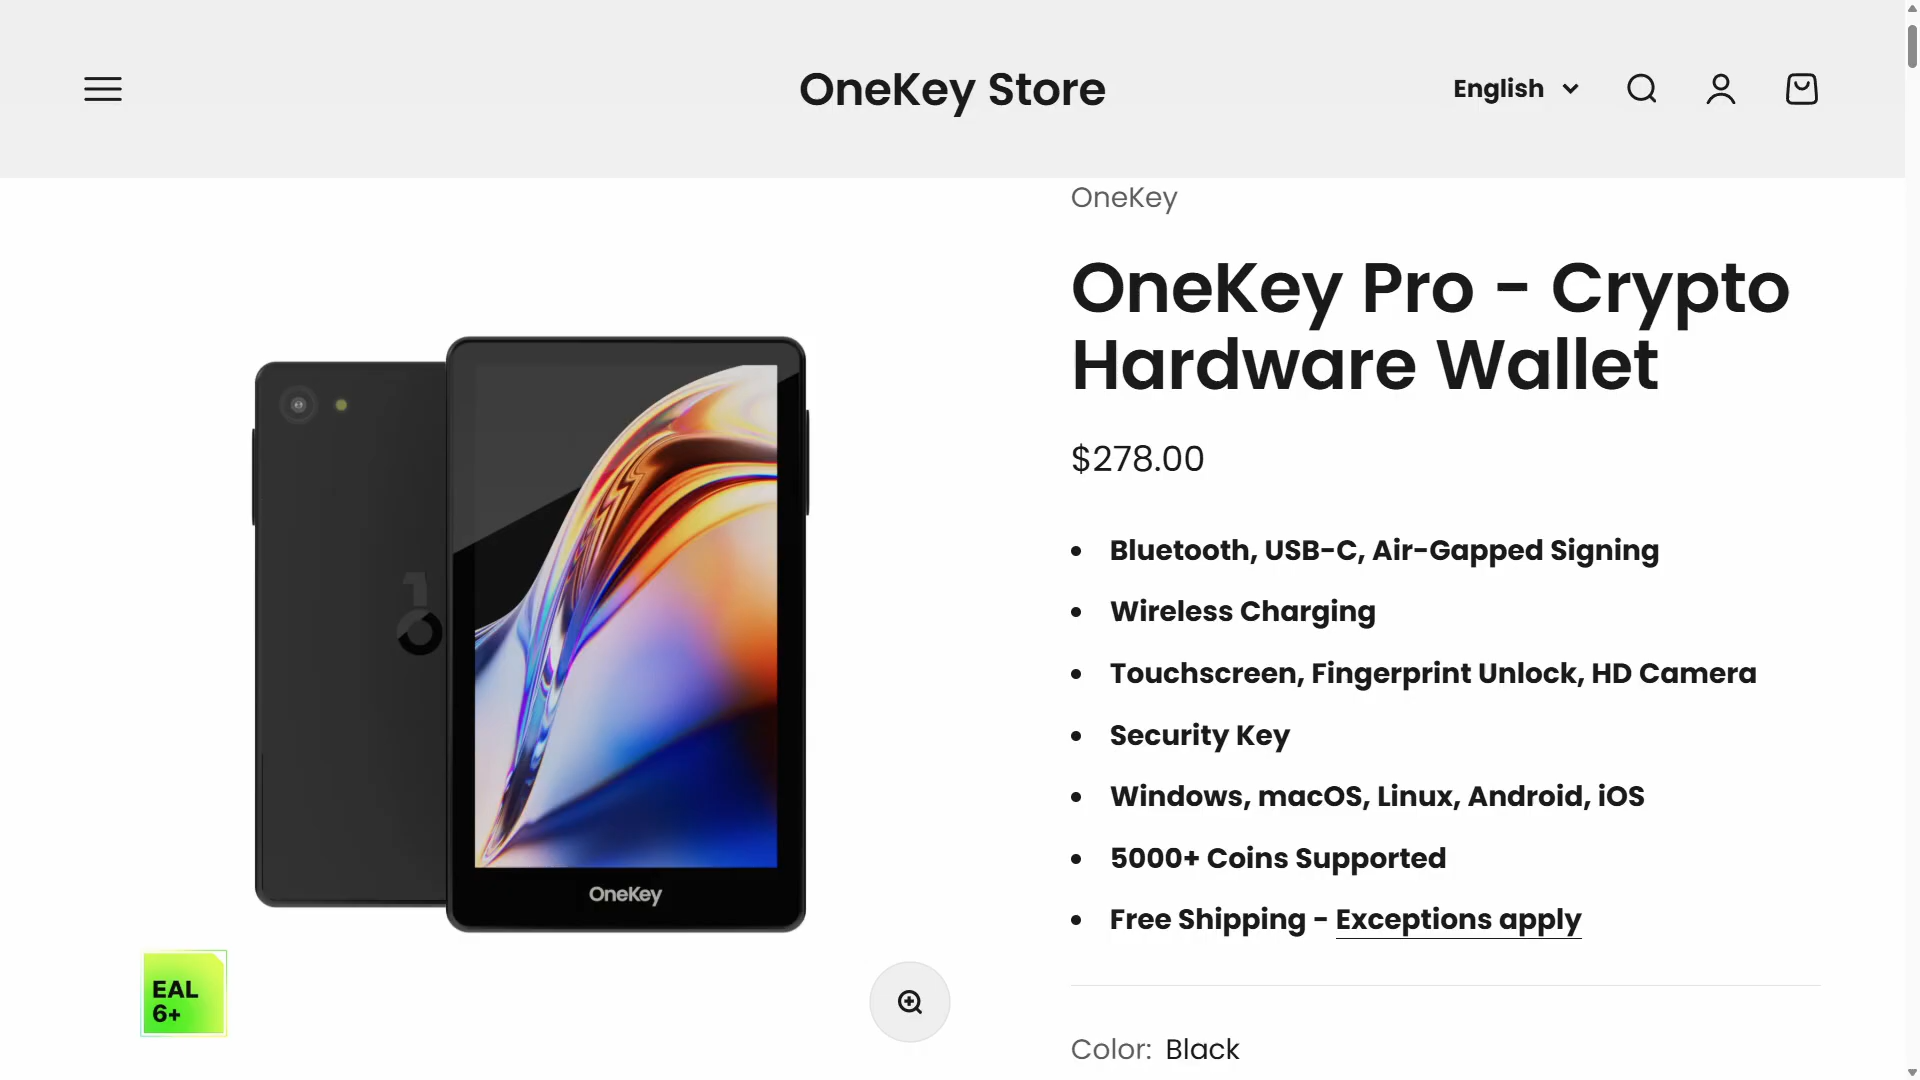 OneKey Store
English
OneKey
OneKey Pro - Crypto
Hardware Wallet
$278.00
• Bluetooth, USB-C, Air-Gapped Signing
• Wireless Charging
• Touchscreen, Fingerprint Unlock, HD Camera
• Security Key
• Windows, macOS, Linux, Android, iOS
• 5000+ Coins Supported
• Free Shipping - Exceptions apply
Color: Black
OneKey
EAL
6+